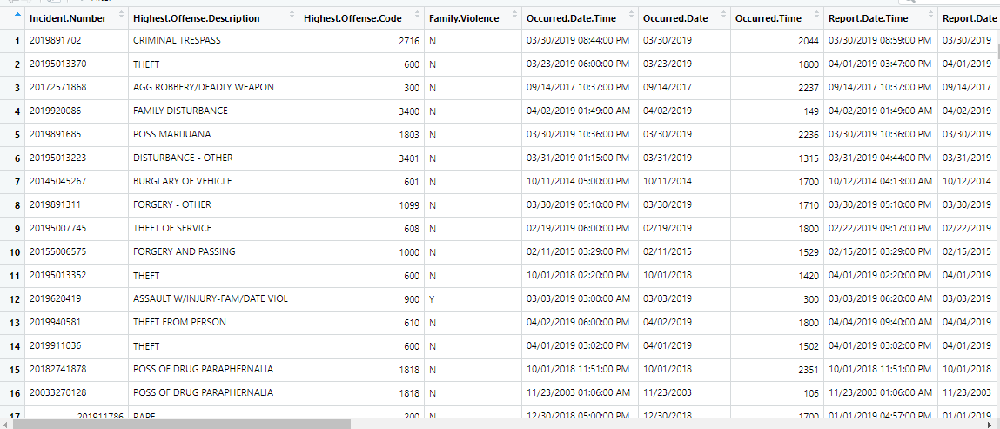 Incident.Number Highest.Offense.Description Highest.Offense.Code Family.Violence Occurred.Date.Time Occurred.Date Occurred.Time Report.Date.Time Report.Date
1 2019891702 CRIMINAL TRESPASS 2716 N 03/30/2019 08:44:00 PM 03/30/2019 2044 03/30/2019 08:59:00 PM 03/30/2019
2 20195013370 THEFT 600 N 03/23/2019 06:00:00 PM 03/23/2019 1800 04/01/2019 03:47:00 PM 04/01/2019
3 20172571868 AGG ROBBERY/DEADLY WEAPON 300 N 09/14/2017 10:37:00 PM 09/14/2017 2237 09/14/2017 10:37:00 PM 09/14/2017
4 2019920086 FAMILY DISTURBANCE 3400 N 04/02/2019 01:49:00 AM 04/02/2019 149 04/02/2019 01:49:00 AM 04/02/2019
5 2019891685 POSS MARIJUANA 1803 N 03/30/2019 10:36:00 PM 03/30/2019 2236 03/30/2019 10:36:00 PM 03/30/2019
6 20195013223 DISTURBANCE - OTHER 3401 N 03/31/2019 01:15:00 PM 03/31/2019 1315 03/31/2019 04:44:00 PM 03/31/2019
7 20145045267 BURGLARY OF VEHICLE 601 N 10/11/2014 05:00:00 PM 10/11/2014 1700 10/12/2014 04:13:00 AM 10/12/2014
8 2019891311 FORGERY - OTHER 1099 N 03/30/2019 05:10:00 PM 03/30/2019 1710 03/30/2019 05:10:00 PM 03/30/2019
9 20195007745 THEFT OF SERVICE 608 N 02/19/2019 06:00:00 PM 02/19/2019 1800 02/22/2019 09:17:00 PM 02/22/2019
10 20155006575 FORGERY AND PASSING 1000 N 02/11/2015 03:29:00 PM 02/11/2015 1529 02/15/2015 03:29:00 PM 02/15/2015
11 20195013352 THEFT 600 N 10/01/2018 02:20:00 PM 10/01/2018 1420 04/01/2019 02:20:00 PM 04/01/2019
12 2019620419 ASSAULT W/INJURY-FAM/DATE VIOL 900 Y 03/03/2019 03:00:00 AM 03/03/2019 300 03/03/2019 06:20:00 AM 03/03/2019
13 2019940581 THEFT FROM PERSON 610 N 04/02/2019 06:00:00 PM 04/02/2019 1800 04/04/2019 09:40:00 AM 04/04/2019
14 2019911036 THEFT 600 N 04/01/2019 03:02:00 PM 04/01/2019 1502 04/01/2019 03:02:00 PM 04/01/2019
15 20182741878 POSS OF DRUG PARAPHERNALIA 1818 N 10/01/2018 11:51:00 PM 10/01/2018 2351 10/01/2018 11:51:00 PM 10/01/2018
16 20033270128 POSS OF DRUG PARAPHERNALIA 1818 N 11/23/2003 01:06:00 AM 11/23/2003 106 11/23/2003 01:06:00 AM 11/23/2003
17 201911786 RAPE 200 N 12/30/2018 05:00:00 PM 12/30/2018 1700 01/01/2019 04:57:00 PM 01/01/2019